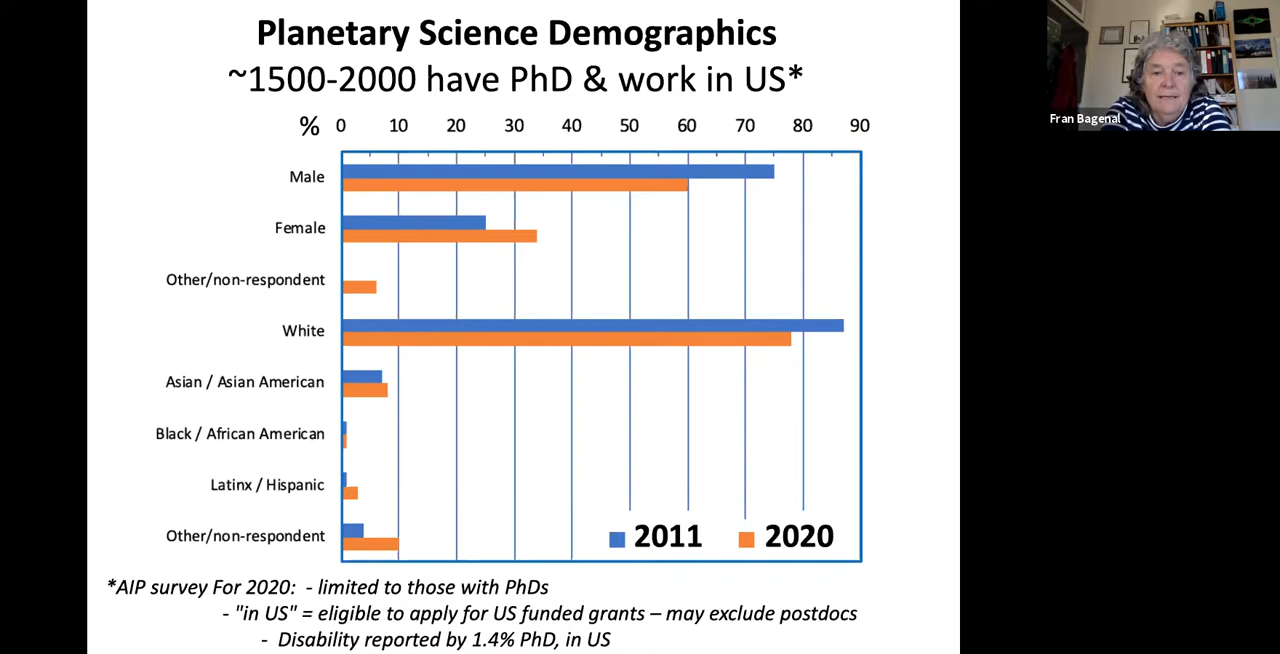 Planetary Science Demographics
~1500-2000 have PhD & work in US*
% 0 10 20 30 40 50 60 70 80 90
Male
Female
Other/non-respondent
White
Asian / Asian American
Black / African American
Latinx / Hispanic
Other/non-respondent
2011 2020
*AIP survey For 2020: - limited to those with PhDs
- "in US" = eligible to apply for US funded grants – may exclude postdocs
- Disability reported by 1.4% PhD, in US
Fran Bagenal